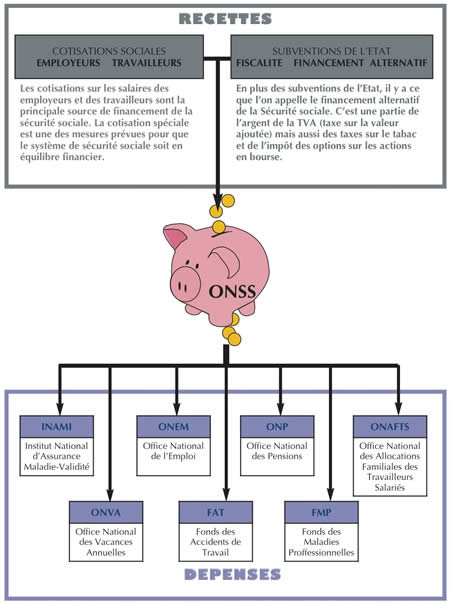 RECETTES
COTISATIONS SOCIALES
EMPLOYEURS TRAVAILLEURS
SUBVENTIONS DE L'ETAT
FISCALITE FINANCEMENT ALTERNATIF
Les cotisations sur les salaires des
employeurs et des travailleurs sont la
principale source de financement de la
sécurité sociale. La cotisation spéciale
est une des mesures prévues pour que
le système de sécurité sociale soit en
équilibre financier.
En plus des subventions de l'Etat, il y a ce
que l'on appelle le financement alternatif
de la Sécurité sociale. C'est une partie de
l'argent de la TVA (taxe sur la valeur
ajoutée) mais aussi des taxes sur le tabac
et de l'impôt des options sur les actions
en bourse.
ONSS
INAMI
Institut National
d'Assurance
Maladie-Validité
ONEM
Office National
de l'Emploi
ONP
Office National
des Pensions
ONAFTS
Office National
des Allocations
Familiales des
Travailleurs
Salariés
ONVA
Office National
des Vacances
Annuelles
FAT
Fonds des
Accidents de
Travail
FMP
Fonds des
Maladies
Proffessionnelles
DEPENSES